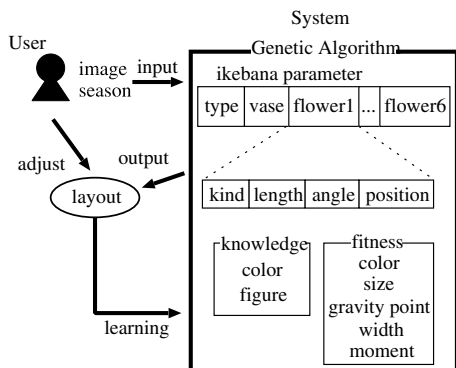 System
User
Genetic Algorithm
image
season
input
ikebana parameter
type vase flower1 ... flower6
adjust
output
layout
kind length angle position
knowledge
color
figure
fitness
color
size
gravity point
width
moment
learning